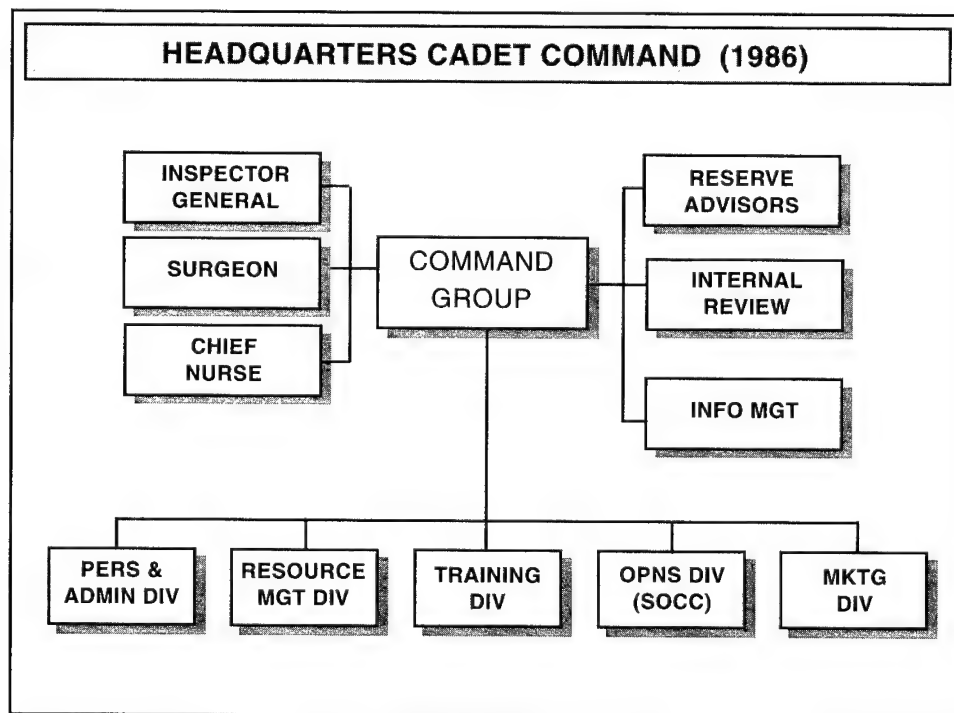 HEADQUARTERS CADET COMMAND (1986)
INSPECTOR
GENERAL
SURGEON
CHIEF
NURSE
COMMAND
GROUP
RESERVE
ADVISORS
INTERNAL
REVIEW
INFO MGT
PERS &
ADMIN DIV
RESOURCE
MGT DIV
TRAINING
DIV
OPNS DIV
(SOCC)
MKTG
DIV